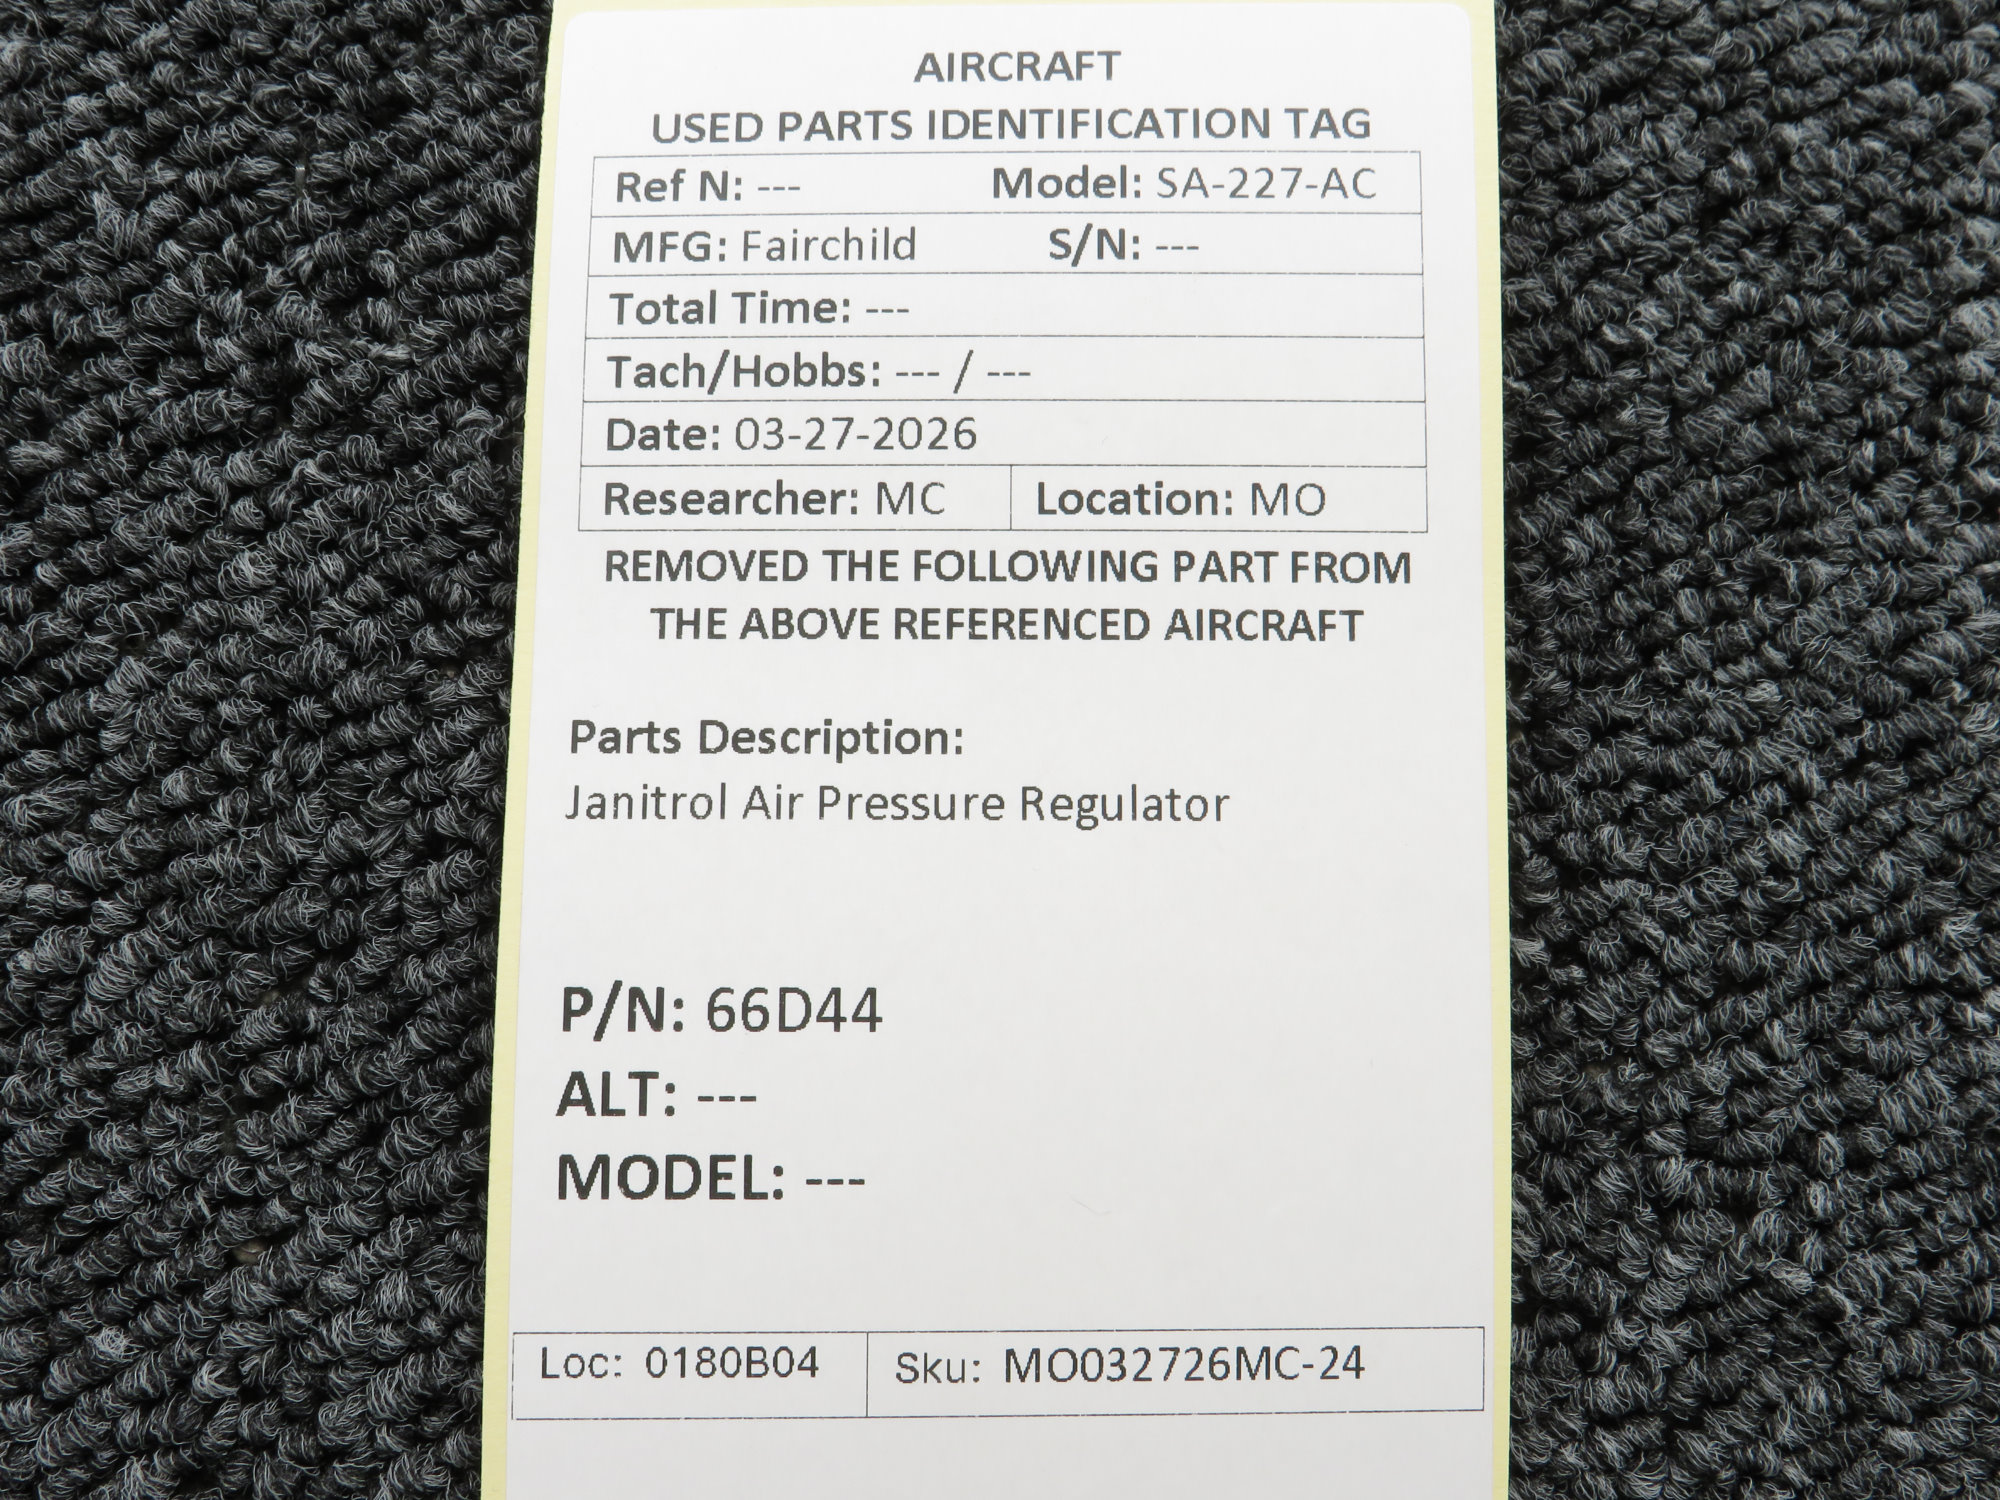 AIRCRAFT
USED PARTS IDENTIFICATION TAG
Ref N: --- Model: SA-227-AC
MFG: Fairchild S/N: ---
Total Time: ---
Tach/Hobbs: --- / ---
Date: 03-27-2026
Researcher: MC Location: MO
REMOVED THE FOLLOWING PART FROM
THE ABOVE REFERENCED AIRCRAFT
Parts Description:
Janitrol Air Pressure Regulator
P/N: 66D44
ALT: ---
MODEL: ---
Loc: 0180B04 Sku: MO032726MC-24